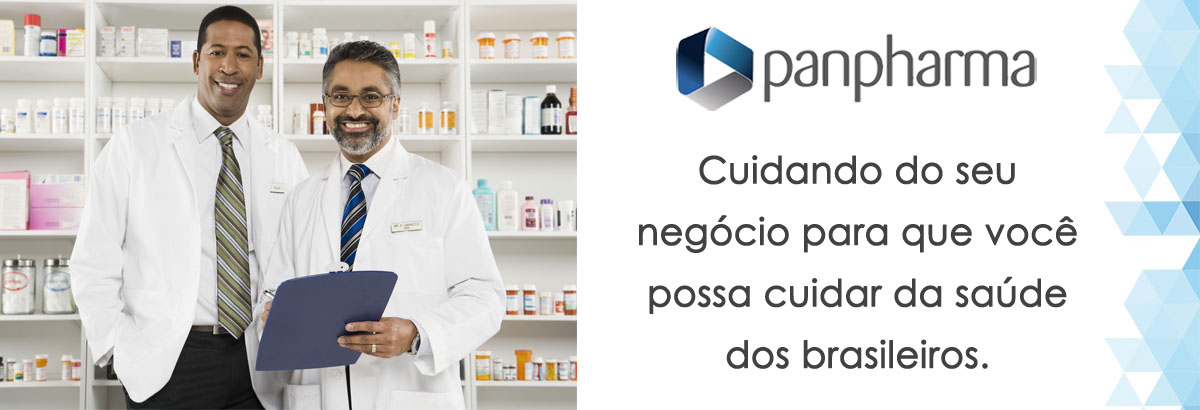 panpharma
Cuidando do seu
negócio para que você
possa cuidar da saúde
dos brasileiros.